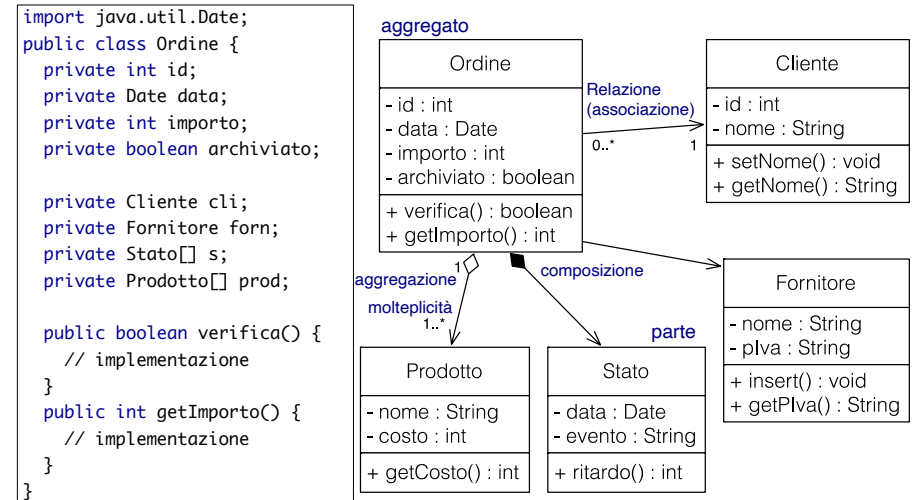 import java.util.Date;
public class Ordine {
private int id;
private Date data;
private int importo;
private boolean archiviato;
private Cliente cli;
private Fornitore forn;
private Stato[] s;
private Prodotto[] prod;
public boolean verifica() {
// implementazione
}
public int getImporto() {
// implementazione
}
}
aggregato
Ordine
- id : int
- data : Date
- importo : int
- archiviato : boolean
+ verifica() : boolean
+ getImporto() : int
Relazione
(associazione)
0..*
1
Cliente
- id : int
- nome : String
+ setNome() : void
+ getNome() : String
aggregazione
1
composizione
molteplicità
1..*
parte
Fornitore
- nome : String
- pIva : String
+ insert() : void
+ getPIva() : String
Prodotto
- nome : String
- costo : int
+ getCosto() : int
Stato
- data : Date
- evento : String
+ ritardo() : int